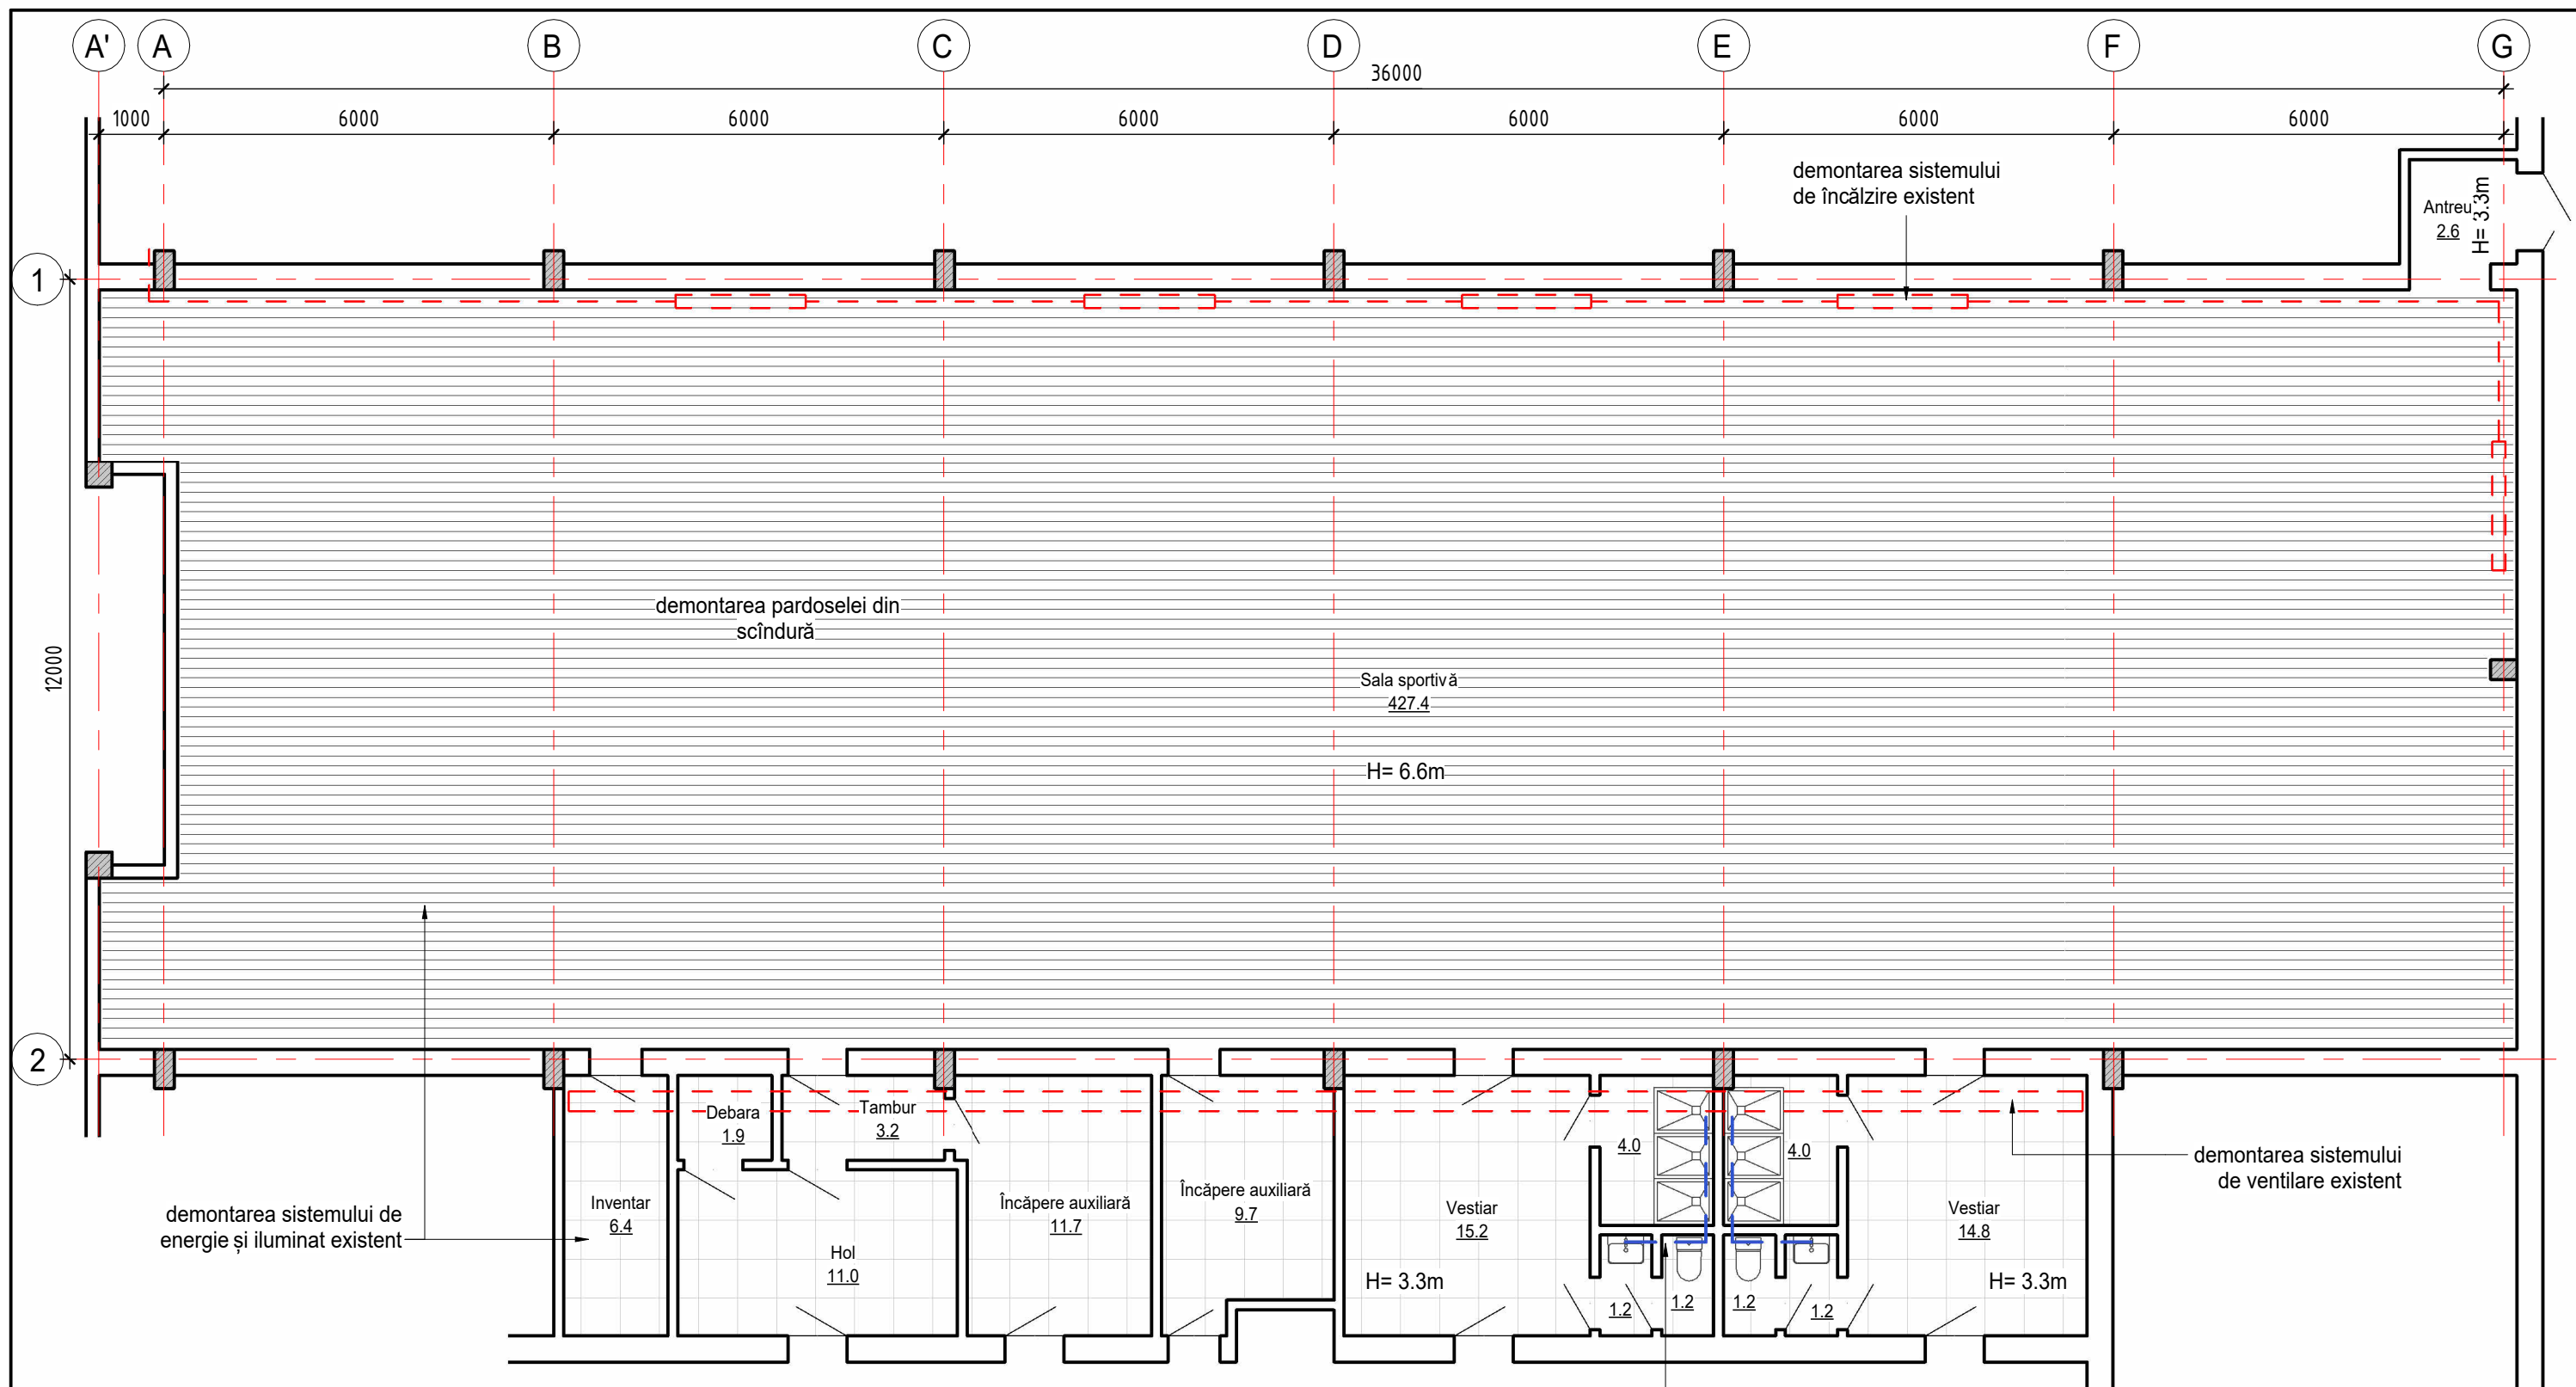 A' A B C D E F G
36000
1000 6000 6000 6000 6000 6000 6000
demontarea sistemului
de încălzire existent
Antreu
2.6
H= 3.3m
1
demontarea pardoselei din
scîndură
12000
Sala sportivă
427.4
H= 6.6m
2
Debara
1.9
Tambur
3.2
4.0
4.0
demontarea sistemului
de ventilare existent
demontarea sistemului de
energie și iluminat existent
Inventar
6.4
Hol
11.0
Încăpere auxiliară
11.7
Încăpere auxiliară
9.7
Vestiar
15.2
H= 3.3m
Vestiar
14.8
H= 3.3m
1.2
1.2
1.2
1.2